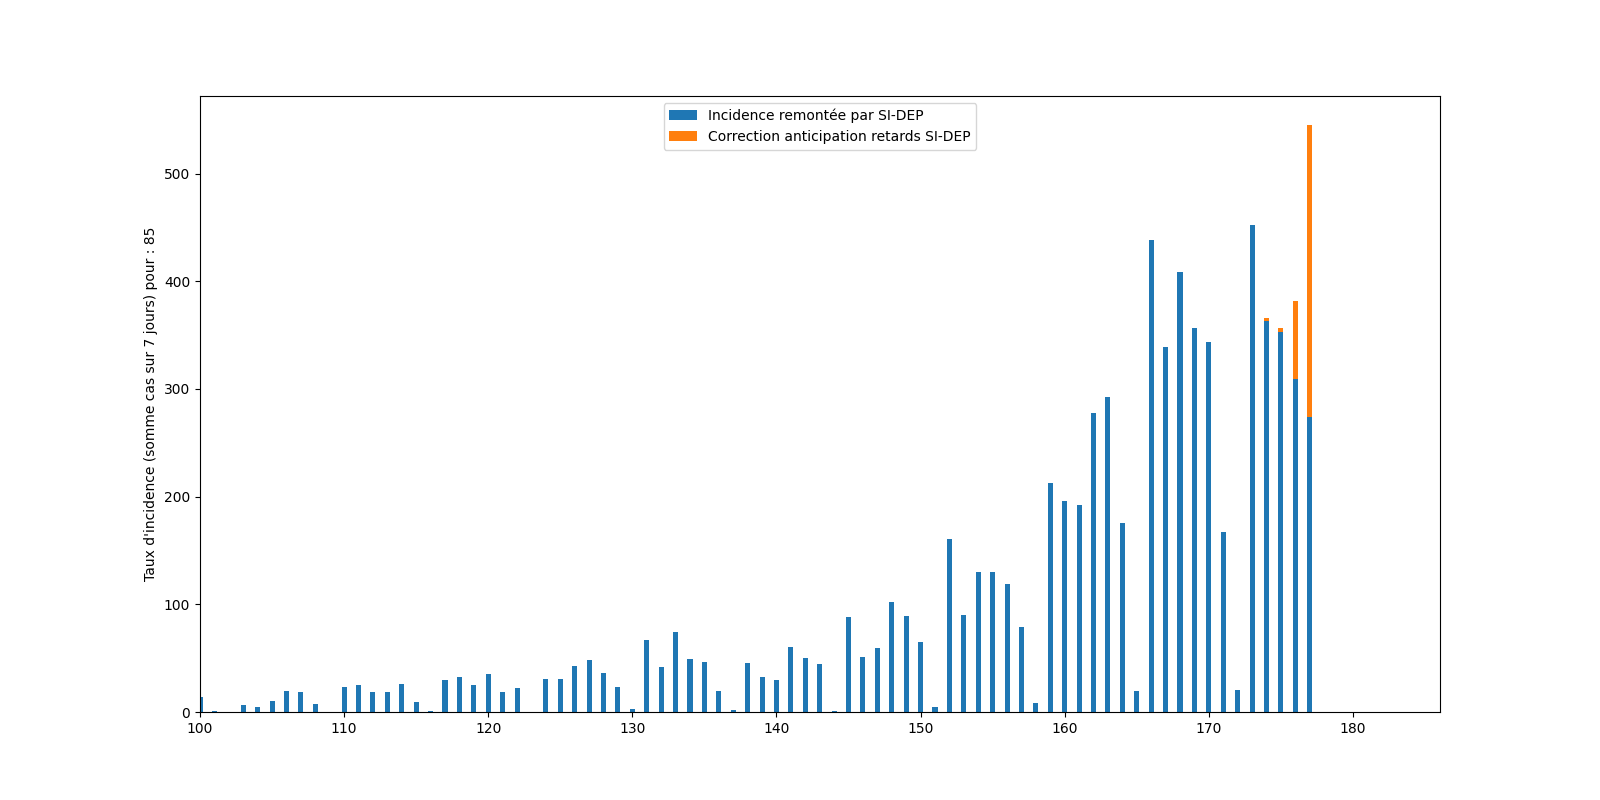 Incidence remontée par SI-DEP
Correction anticipation retards SI-DEP
Taux d'incidence (somme cas sur 7 jours) pour : 85
500
400
300
200
100
0
100 110 120 130 140 150 160 170 180